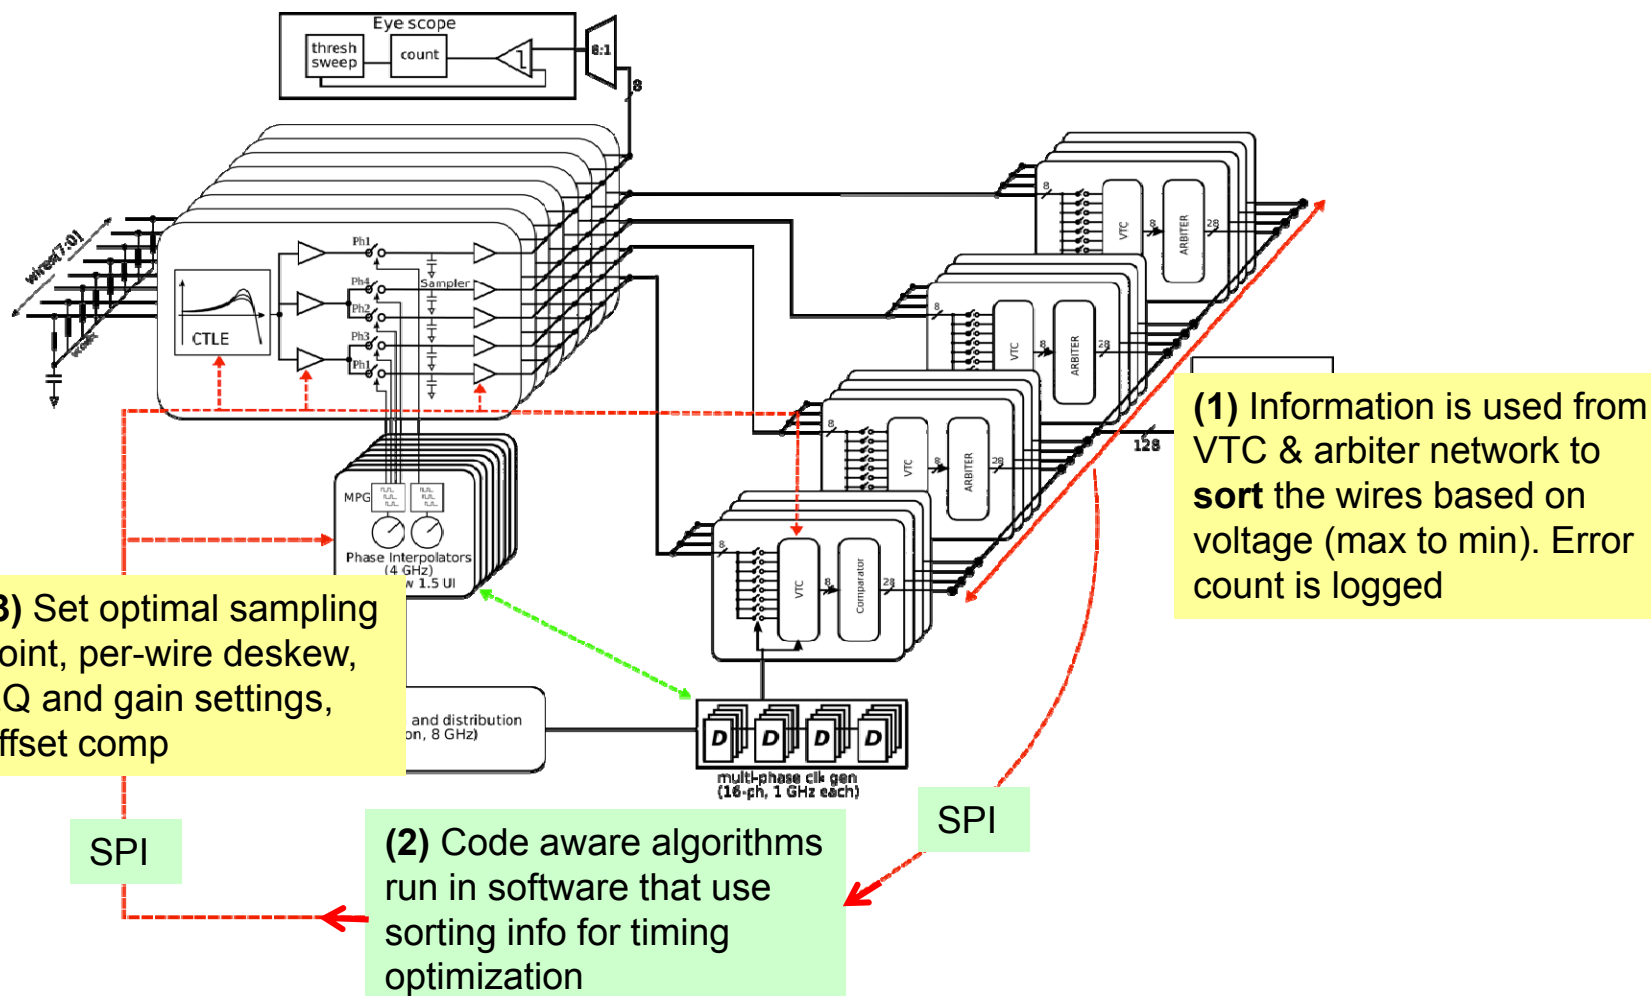 Eye scope
thresh
sweep
count
8:1
8
wires[7:0]
CTLE
Ph1
Ph4
Ph2
Ph3
Ph1
Sampler
8
VTC
8
ARBITER
28
8
VTC
8
ARBITER
28
8
VTC
8
ARBITER
28
8
VTC
8
Comparator
28
128
MPG
Phase Interpolators
(4 GHz)
w 1.5 UI
(1) Information is used from
VTC & arbiter network to
sort the wires based on
voltage (max to min). Error
count is logged
3) Set optimal sampling
oint, per-wire deskew,
Q and gain settings,
ffset comp
and distribution
on, 8 GHz)
D D D D
multi-phase clk gen
(16-ph, 1 GHz each)
SPI
SPI
(2) Code aware algorithms
run in software that use
sorting info for timing
optimization